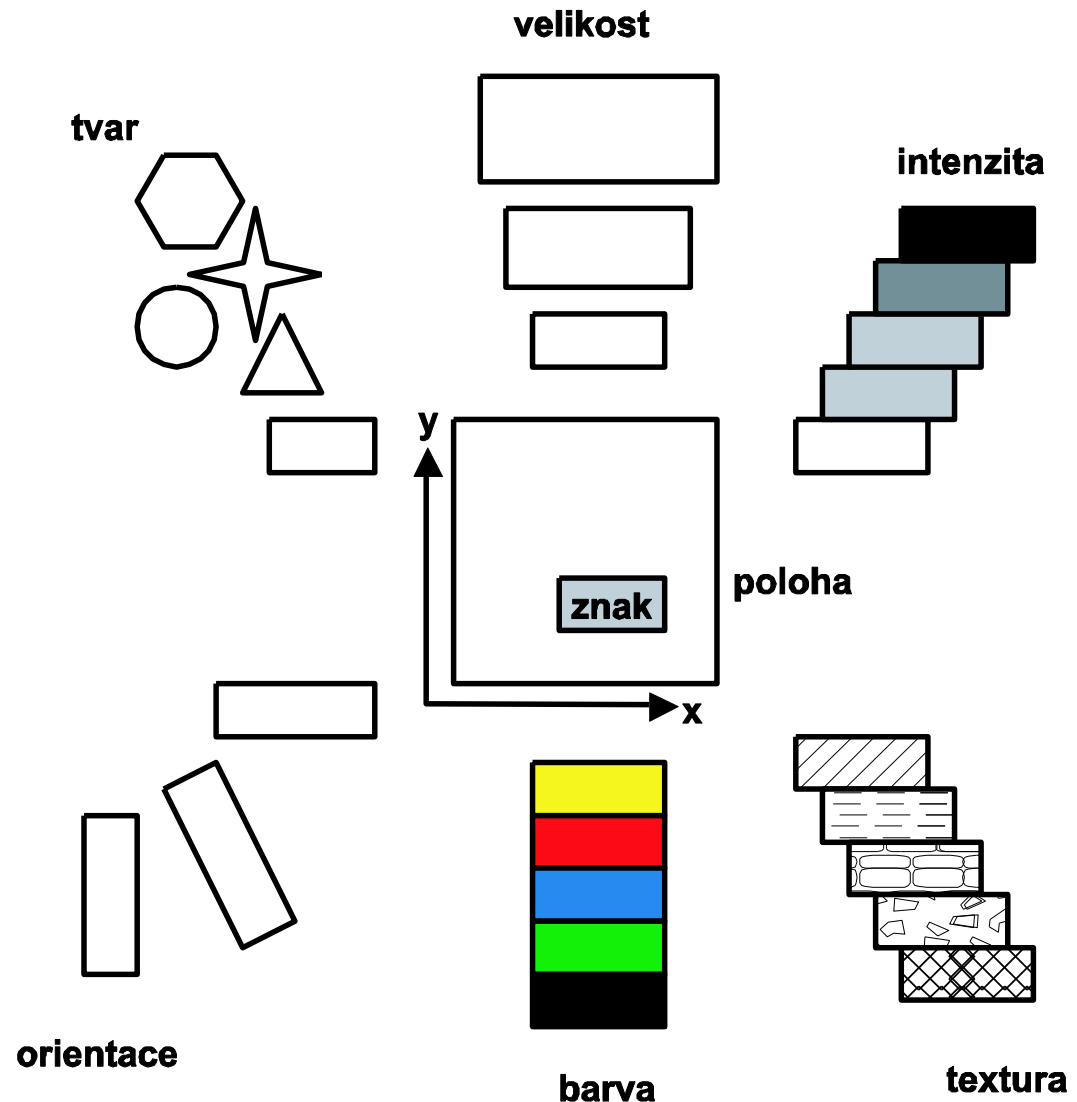 velikost
tvar
intenzita
y
poloha
znak
x
orientace
barva
textura